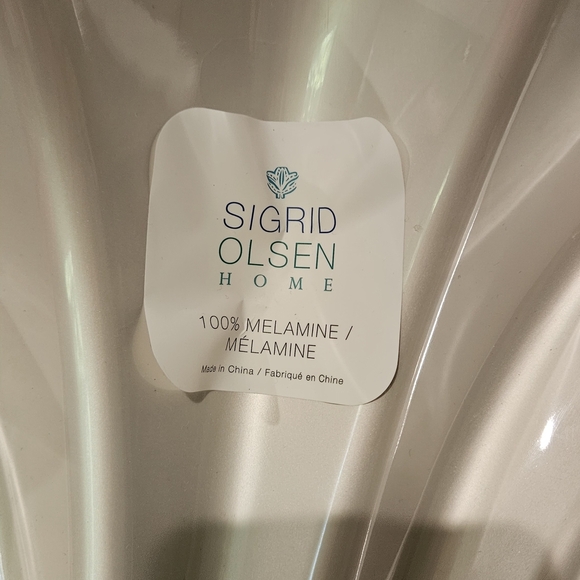 SIGRID
OLSEN
HOME
100% MELAMINE /
MÉLAMINE
Made in China / Fabriqué en Chine